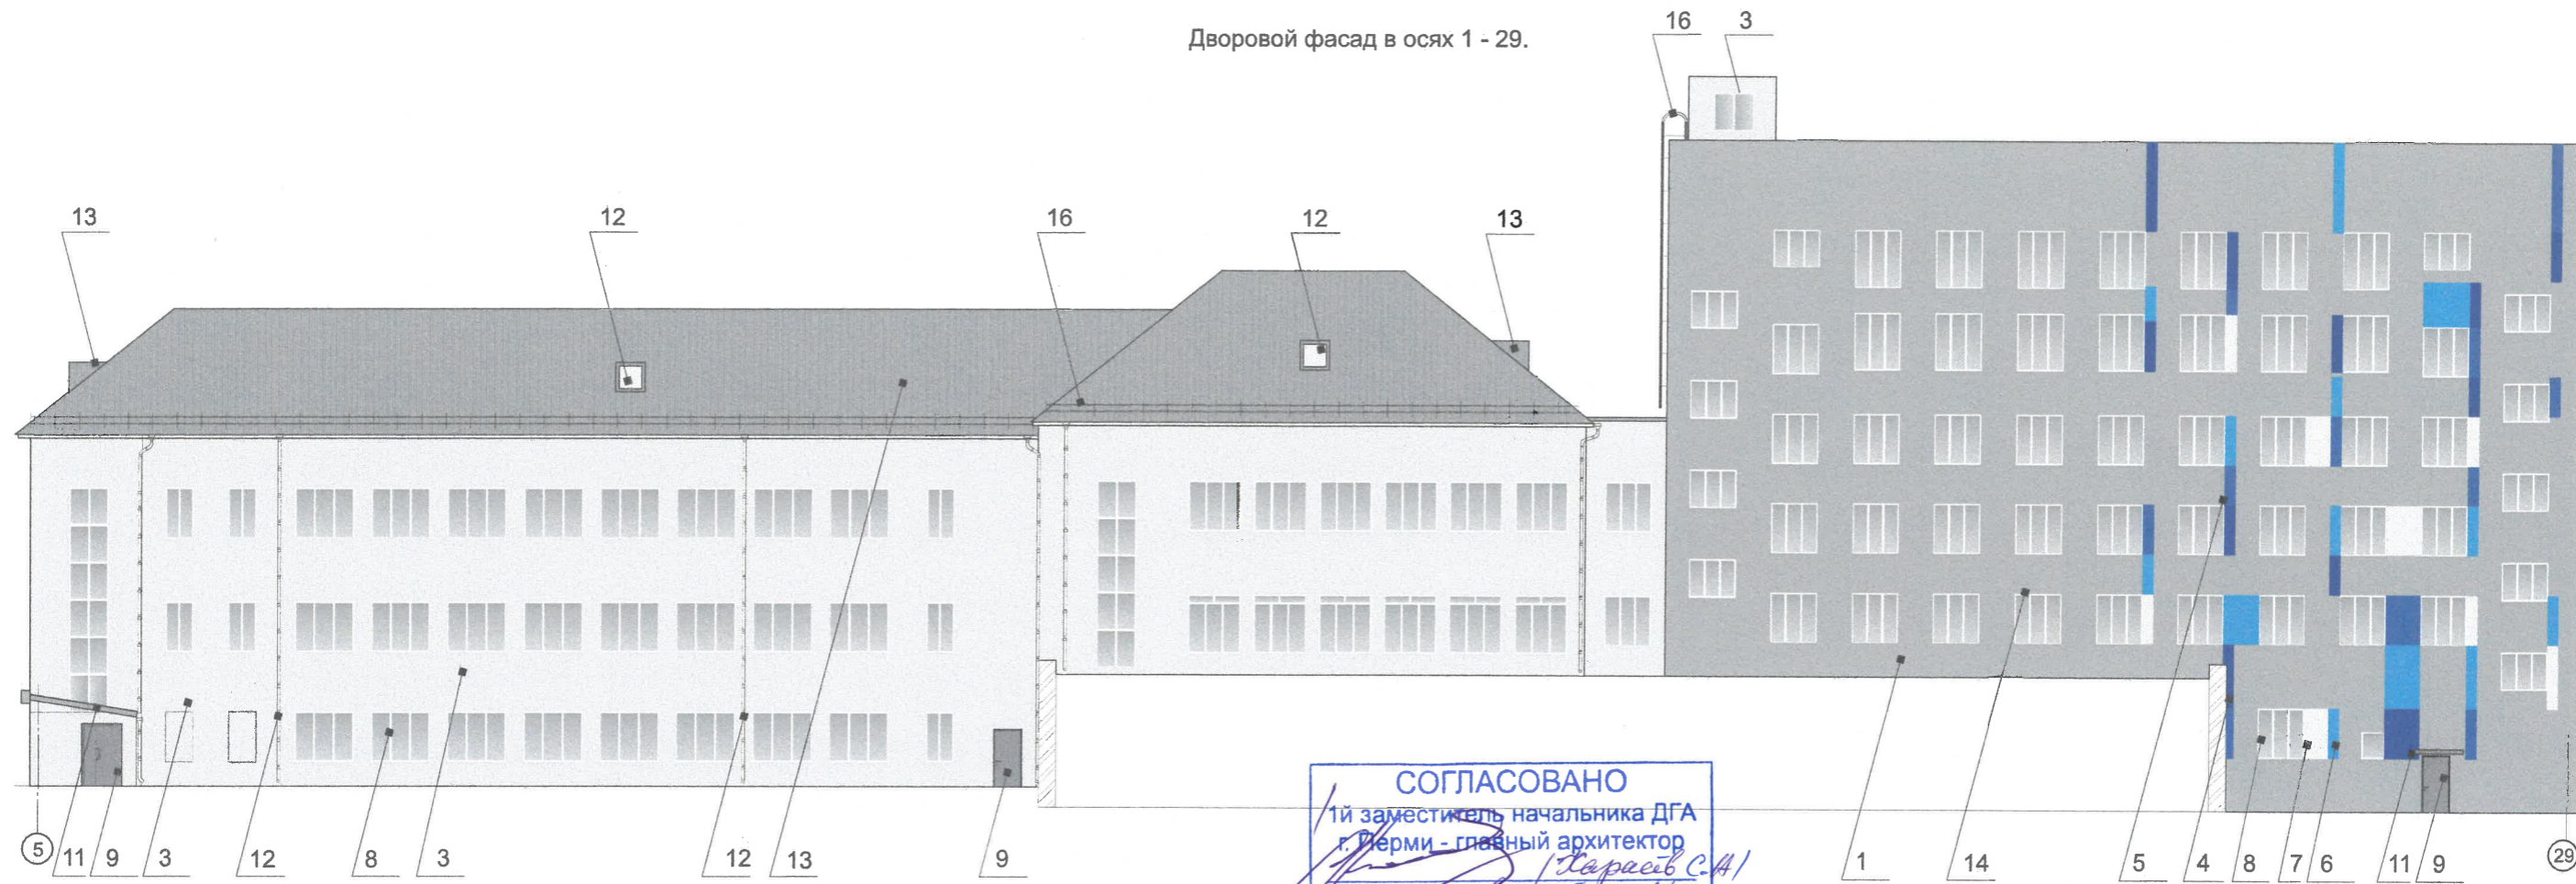 Дворовой фасад в осях 1 - 29.
16 3
13 12 16 12 13
СОГЛАСОВАНО
1й заместитель начальника ДГА
г. Перми - главный архитектор
5 11 9 3 12 8 3 12 13 9 1 14 5 4 8 7 6 11 9 29